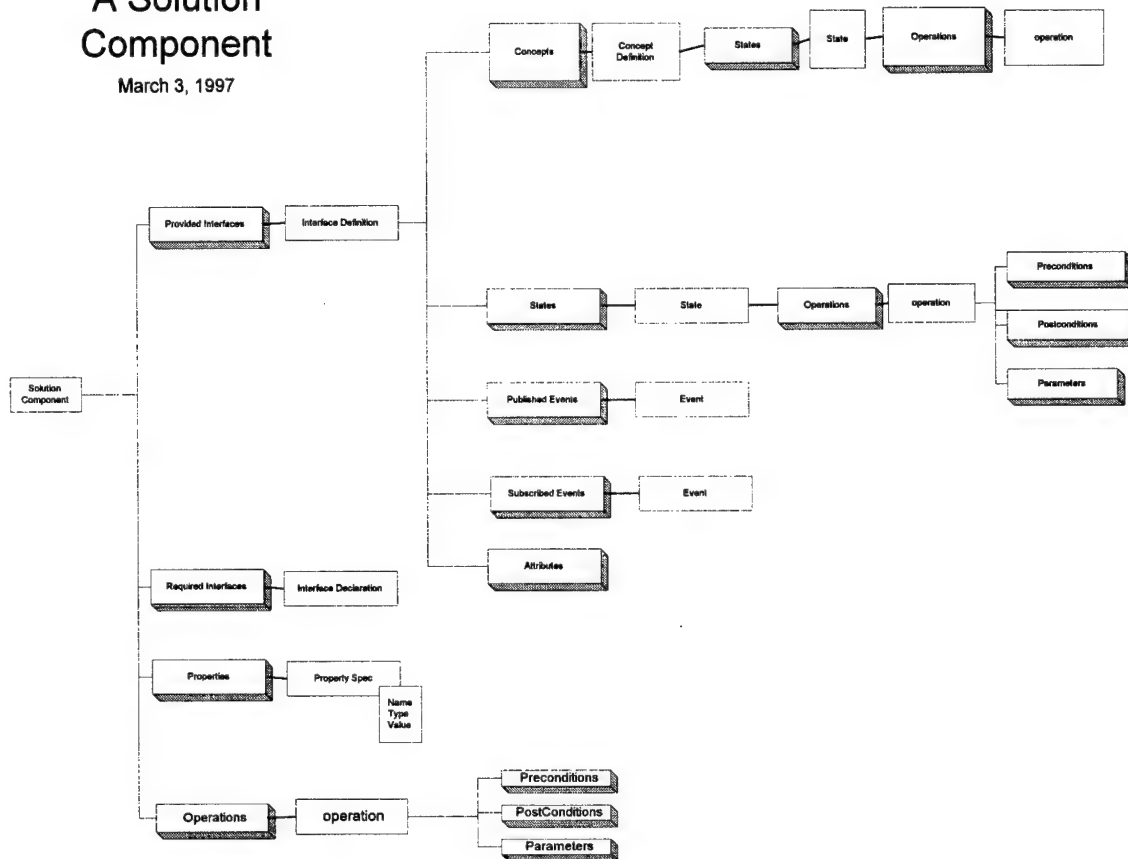 A Solution
Component
March 3, 1997
Concepts
Concept
Definition
States
State
Operations
operation
Provided Interfaces
Interface Definition
States
State
Operations
operation
Preconditions
Postconditions
Parameters
Solution
Component
Published Events
Event
Subscribed Events
Event
Attributes
Required Interfaces
Interface Declaration
Properties
Property Spec
Name
Type
Value
Operations
operation
Preconditions
PostConditions
Parameters